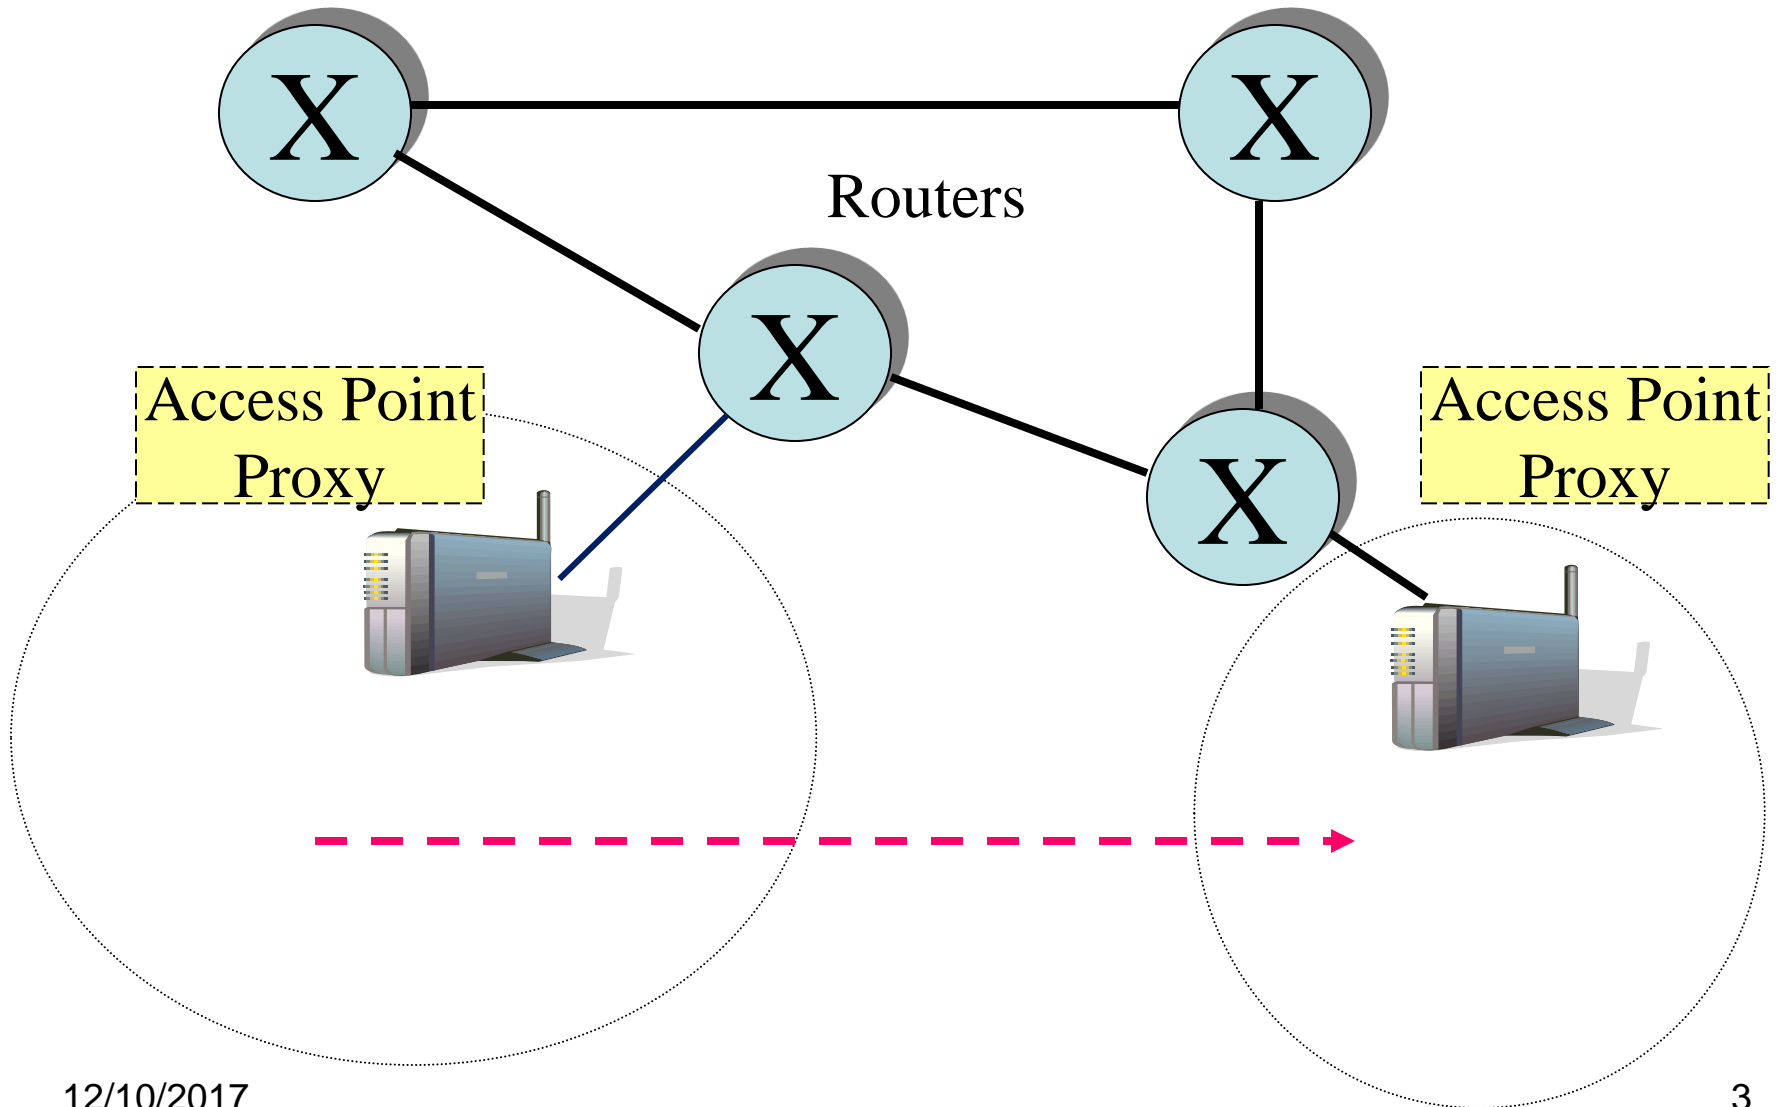 X
X
Routers
X
Access Point
Proxy
Access Point
Proxy
X
12/10/2017
3